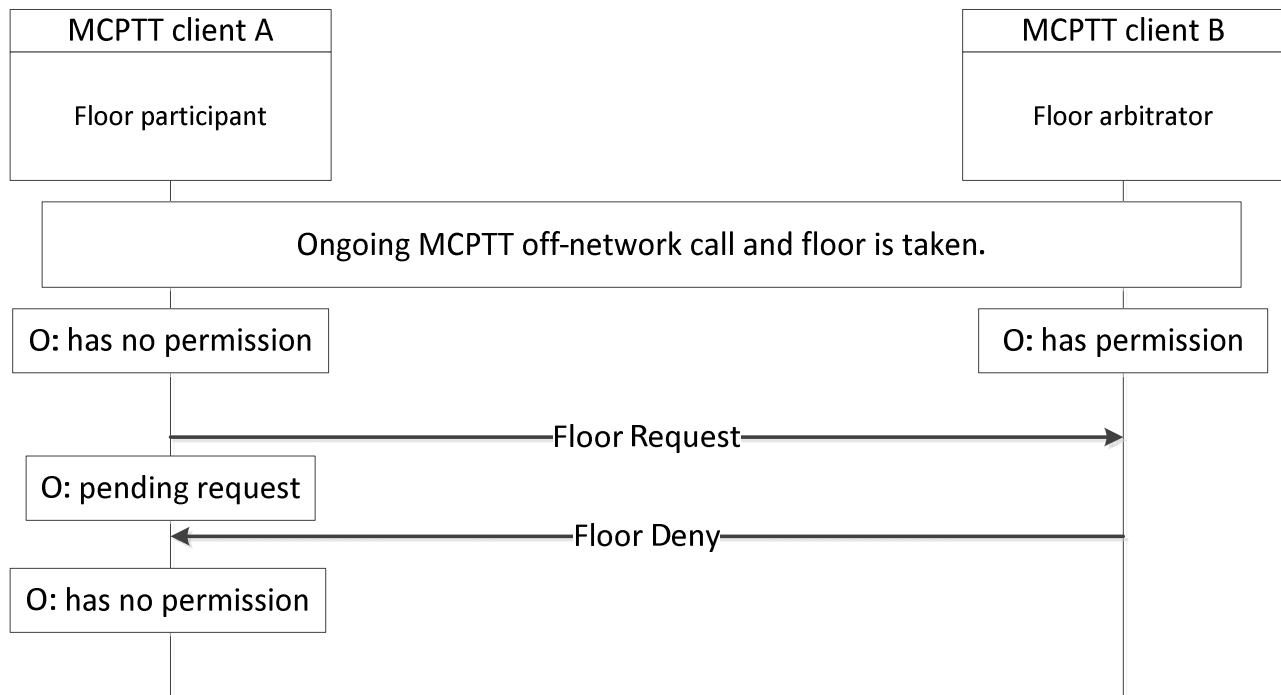 MCPTT client A
MCPTT client B
Floor participant
Floor arbitrator
Ongoing MCPTT off-network call and floor is taken.
O: has no permission
O: has permission
Floor Request
O: pending request
Floor Deny
O: has no permission